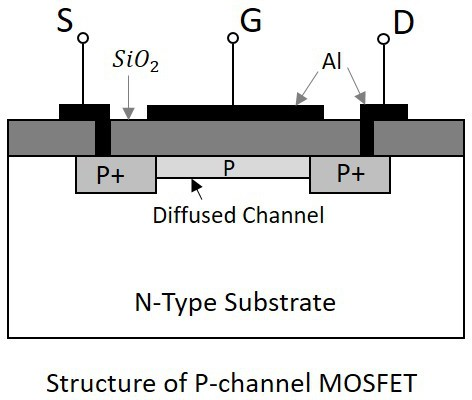 S G D
SiO₂ Al
P+ P P+
Diffused Channel
N-Type Substrate
Structure of P-channel MOSFET